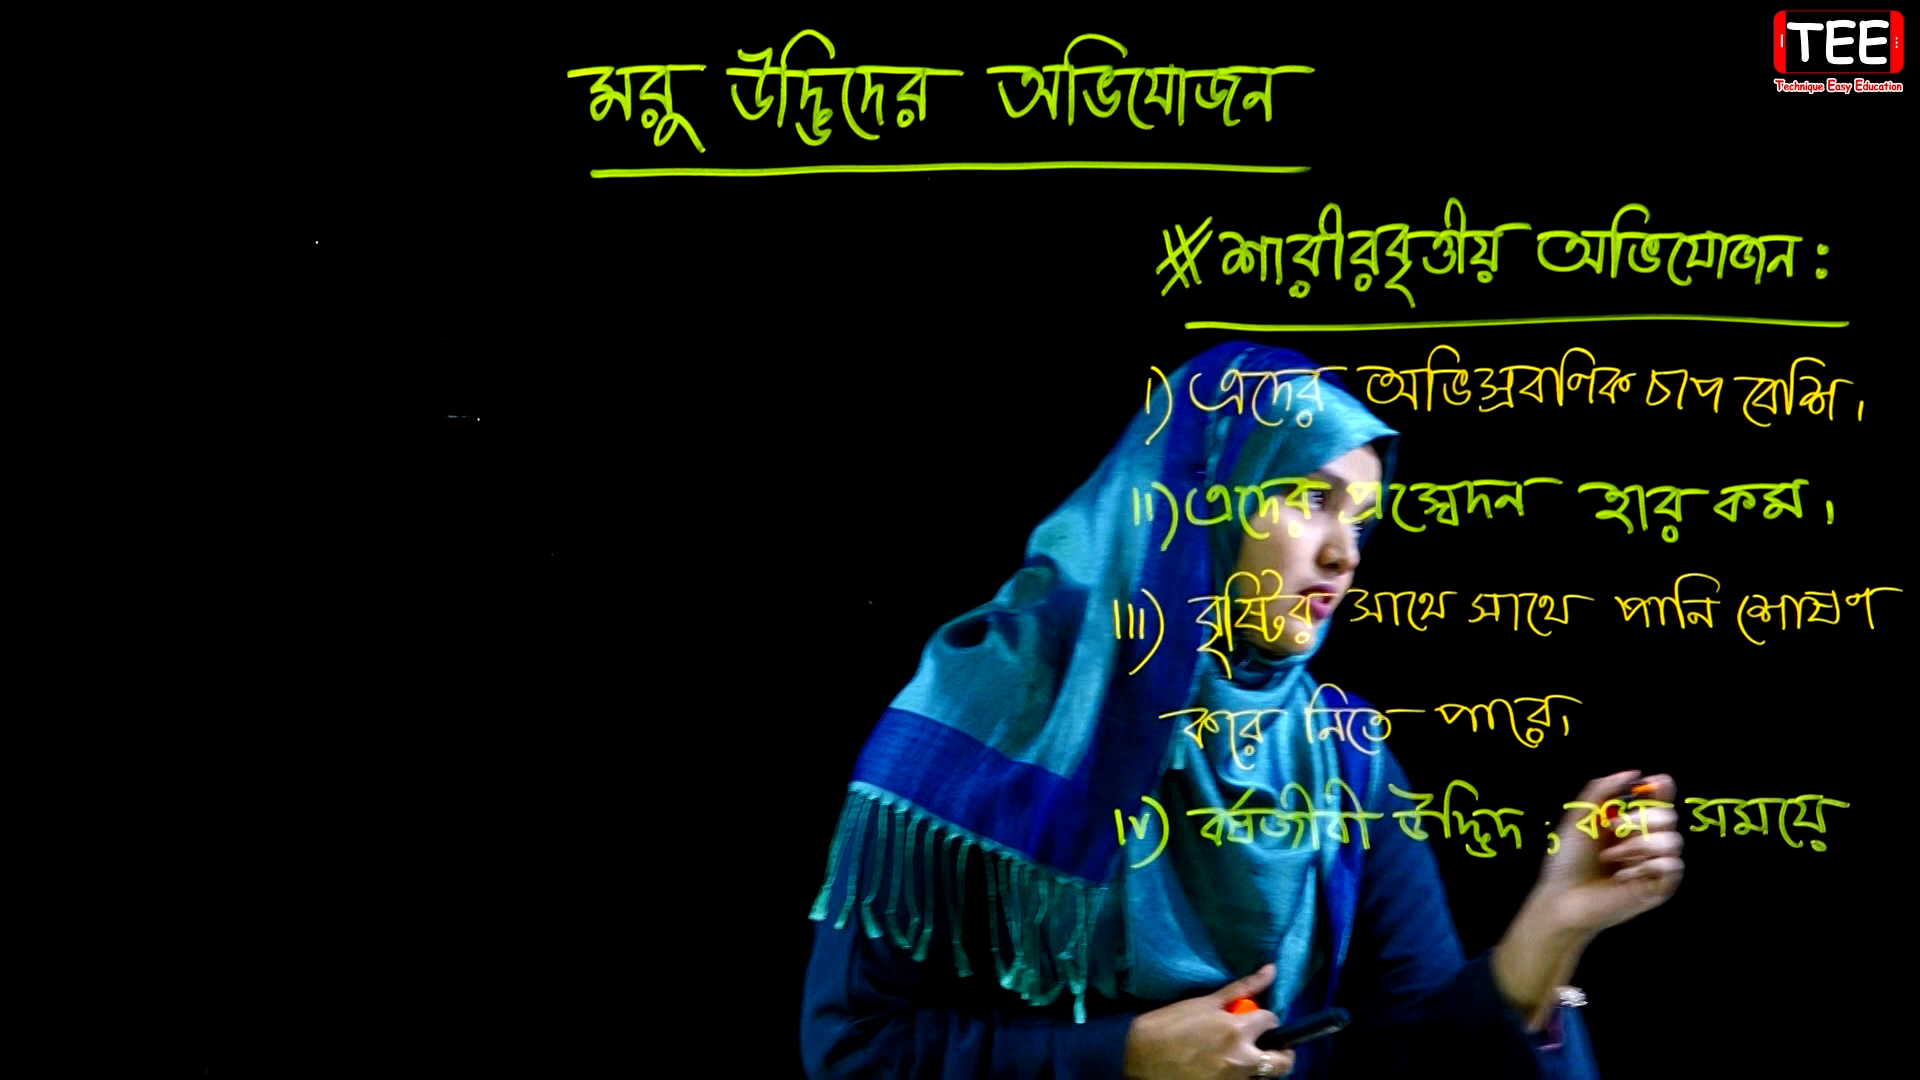 মরু উদ্ভিদের অভিযোজন
TEE
Technique Easy Education
# শারীরবৃত্তীয় অভিযোজন :
i) এদের অভিস্রবণিক চাপ বেশি।
ii) এদের প্রস্বেদন হার কম।
iii) বৃষ্টির সাথে সাথে পানি শোষণ
করে নিতে পারে।
iv) বর্ষজীবী উদ্ভিদ ; কম সময়ে